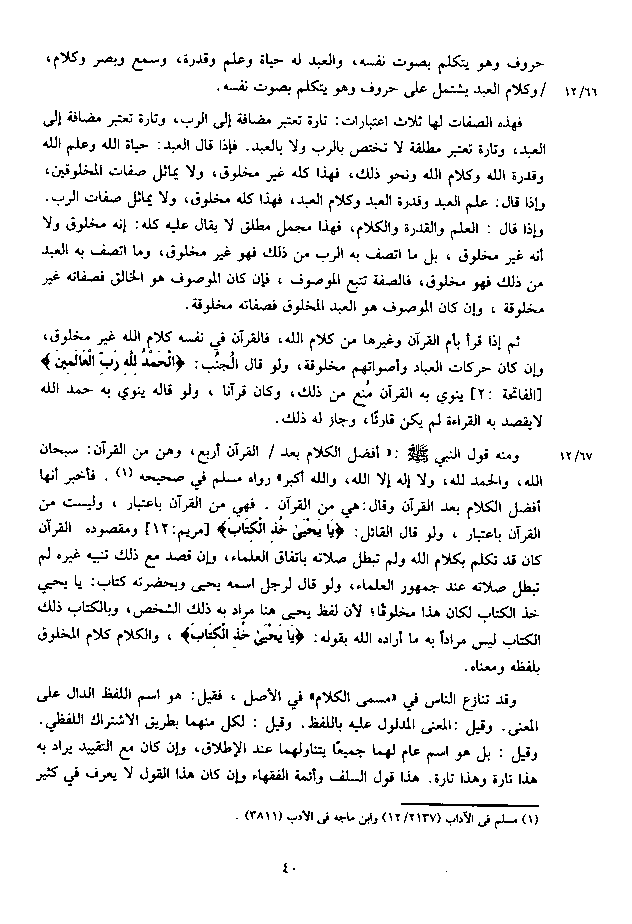 حروف وهو يتكلم بصوت نفسه، والعبد له حياة وعلم وقدرة، وسمع وبصر وكلام،
١٢/٦٦ /وكلام العبد يشتمل على حروف وهو يتكلم بصوت نفسه.
فهذه الصفات لها ثلاث اعتبارات: تارة تعتبر مضافة إلى الرب، وتارة تعتبر مضافة إلى
العبد، وتارة تعتبر مطلقة لا تختص بالرب ولا بالعبد. فإذا قال العبد: حياة الله وعلم الله
وقدرة الله وكلام الله ونحو ذلك، فهذا كله غير مخلوق، ولا يماثل صفات المخلوقين،
وإذا قال: علم العبد وقدرة العبد وكلام العبد، فهذا كله مخلوق، ولا يماثل صفات الرب.
وإذا قال : العلم والقدرة والكلام، فهذا مجمل مطلق لا يقال عليه كله: إنه مخلوق ولا
أنه غير مخلوق ، بل ما اتصف به الرب من ذلك فهو غير مخلوق، وما اتصف به العبد
من ذلك فهو مخلوق، فالصفة تتبع الموصوف ، فإن كان الموصوف هو الخالق فصفاته غير
مخلوقة ، وإن كان الموصوف هو العبد المخلوق فصفاته مخلوقة.
ثم إذا قرأ بأم القرآن وغيرها من كلام الله، فالقرآن في نفسه كلام الله غير مخلوق،
وإن كان حركات العباد وأصواتهم مخلوقة، ولو قال الجُنُب: ﴿الْحَمْدُ لِلَّهِ رَبِّ الْعَالَمِينَ﴾
[الفاتحة :٢] ينوي به القرآن مُنِع من ذلك، وكان قرآنا ، ولو قاله ينوي به حمد الله
لايقصد به القراءة لم يكن قارئًا، وجاز له ذلك.
١٢/٦٧ ومنه قول النبي ﷺ :« أفضل الكلام بعد / القرآن أربع، وهن من القرآن: سبحان
الله، والحمد لله، ولا إله إلا الله، والله أكبر» رواه مسلم في صحيحه (١) . فأخبر أنها
أفضل الكلام بعد القرآن وقال:هي من القرآن . فهي من القرآن باعتبار ، وليست من
القرآن باعتبار ، ولو قال القائل: ﴿يَا يَحْيَىٰ خُذِ الْكِتَابَ﴾ [مريم:١٢] ومقصوده القرآن
كان قد تكلم بكلام الله ولم تبطل صلاته باتفاق العلماء، وإن قصد مع ذلك تنبيه غيره لم
تبطل صلاته عند جمهور العلماء، ولو قال لرجل اسمه يحيى وبحضرته كتاب: يا يحيى
خذ الكتاب لكان هذا مخلوقًا؛ لأن لفظ يحيى هنا مراد به ذلك الشخص، وبالكتاب ذلك
الكتاب ليس مراداً به ما أراده الله بقوله: ﴿يَا يَحْيَىٰ خُذِ الْكِتَابَ﴾ ، والكلام كلام المخلوق
بلفظه ومعناه.
وقد تنازع الناس في «مسمى الكلام» في الأصل ، فقيل: هو اسم اللفظ الدال على
المعنى. وقيل :المعنى المدلول عليه باللفظ. وقيل : لكل منهما بطريق الاشتراك اللفظي.
وقيل : بل هو اسم عام لهما جميعًا يتناولهما عند الإطلاق، وإن كان مع التقييد يراد به
هذا تارة وهذا تارة. هذا قول السلف وأئمة الفقهاء وإن كان هذا القول لا يعرف في كثير
(١) مسلم فى الآداب (١٢/٢١٣٧) وابن ماجه فى الأدب (٣٨١١) .
٤٠